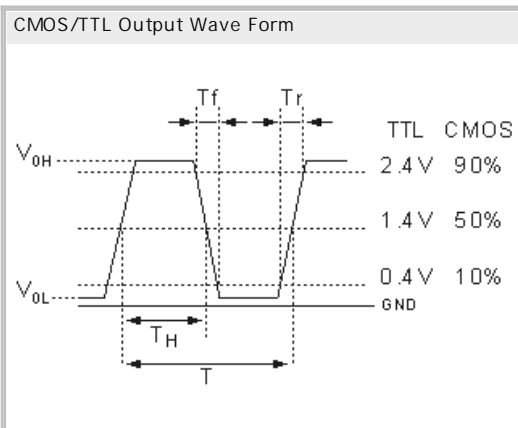 CMOS/TTL Output Wave Form
Tf Tr
TTL CMOS
V0H 2.4V 90%
1.4V 50%
0.4V 10%
V0L GND
TH
T